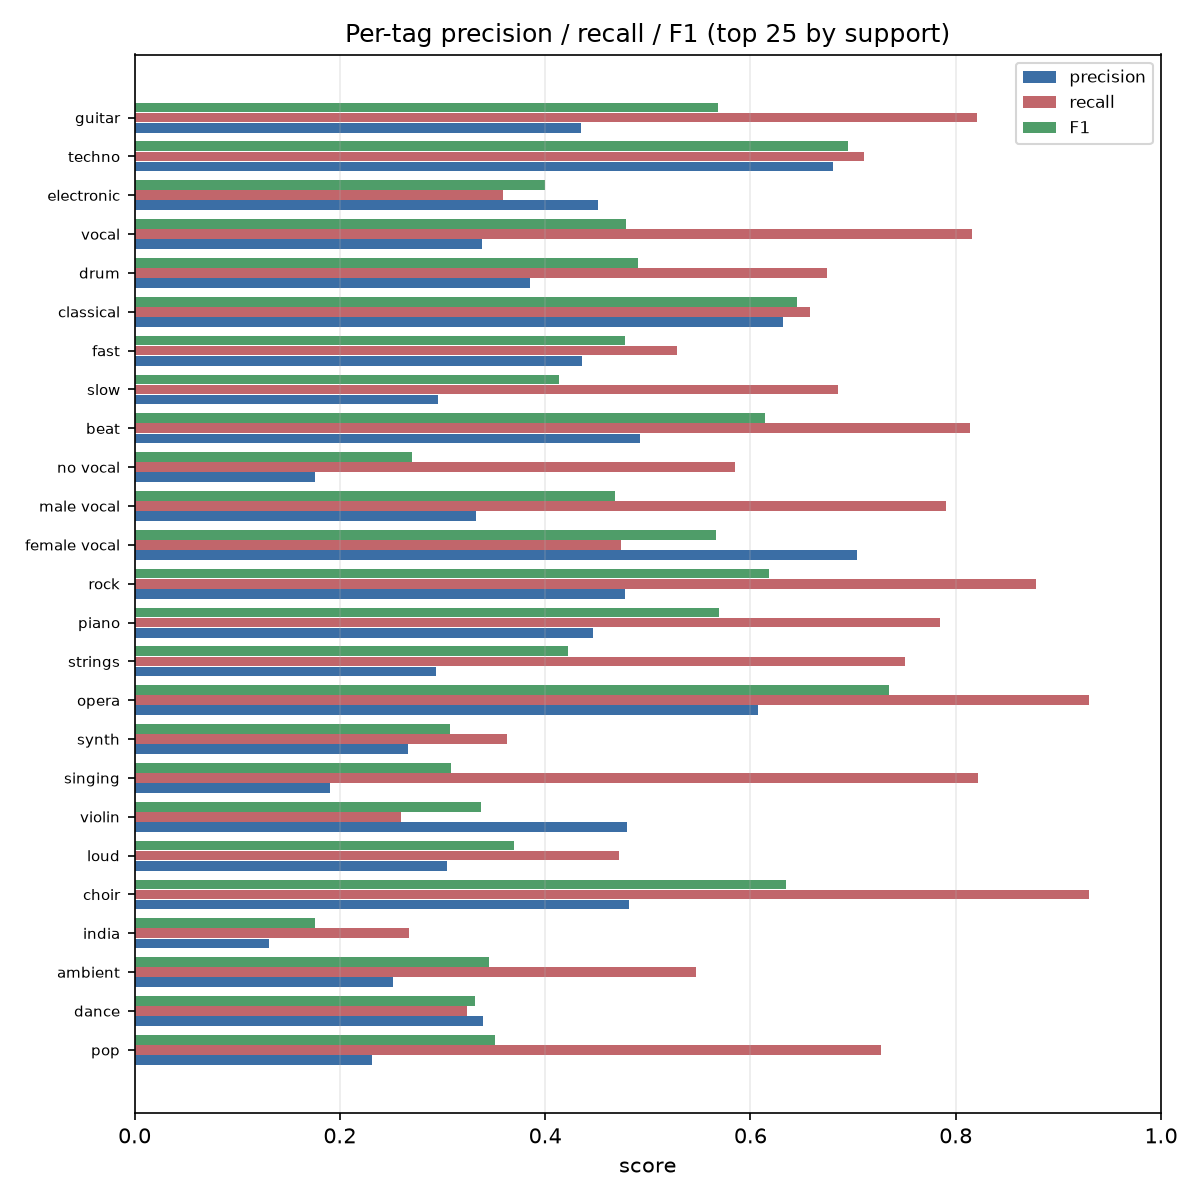 Per-tag precision / recall / F1 (top 25 by support)
precision
recall
F1
guitar
techno
electronic
vocal
drum
classical
fast
slow
beat
no vocal
male vocal
female vocal
rock
piano
strings
opera
synth
singing
violin
loud
choir
india
ambient
dance
pop
0.0 0.2 0.4 0.6 0.8 1.0
score